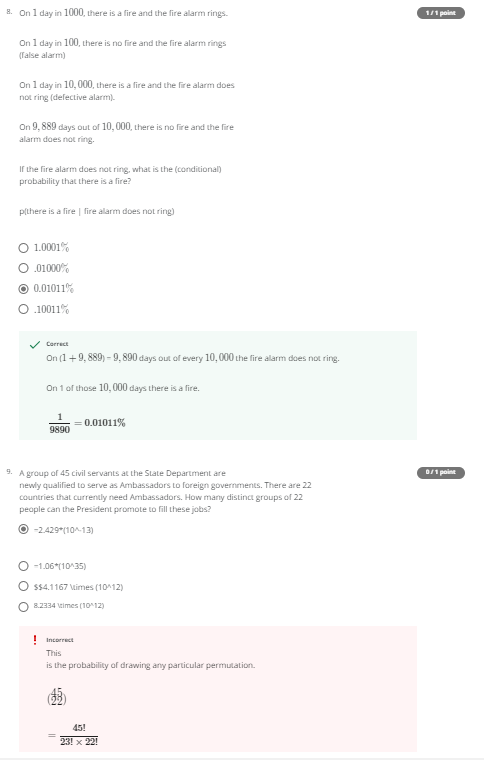 8. On 1 day in 1000, there is a fire and the fire alarm rings.
1 / 1 point
On 1 day in 100, there is no fire and the fire alarm rings
(false alarm)
On 1 day in 10,000, there is a fire and the fire alarm does
not ring (defective alarm).
On 9,889 days out of 10,000, there is no fire and the fire
alarm does not ring.
If the fire alarm does not ring, what is the (conditional)
probability that there is a fire?
p(there is a fire | fire alarm does not ring)
1.0001%
.01000%
0.01011%
.10011%
Correct
On (1 + 9,889) = 9,890 days out of every 10,000 the fire alarm does not ring.
On 1 of those 10,000 days there is a fire.
1
9890 = 0.01011%
9. A group of 45 civil servants at the State Department are
0 / 1 point
newly qualified to serve as Ambassadors to foreign governments. There are 22
countries that currently need Ambassadors. How many distinct groups of 22
people can the President promote to fill these jobs?
~2.429*(10^-13)
~1.06*(10^35)
$$4.1167 \times (10^12)
8.2334 \times (10^12)
Incorrect
This
is the probability of drawing any particular permutation.
(45
22)
= 45!
23! × 22!